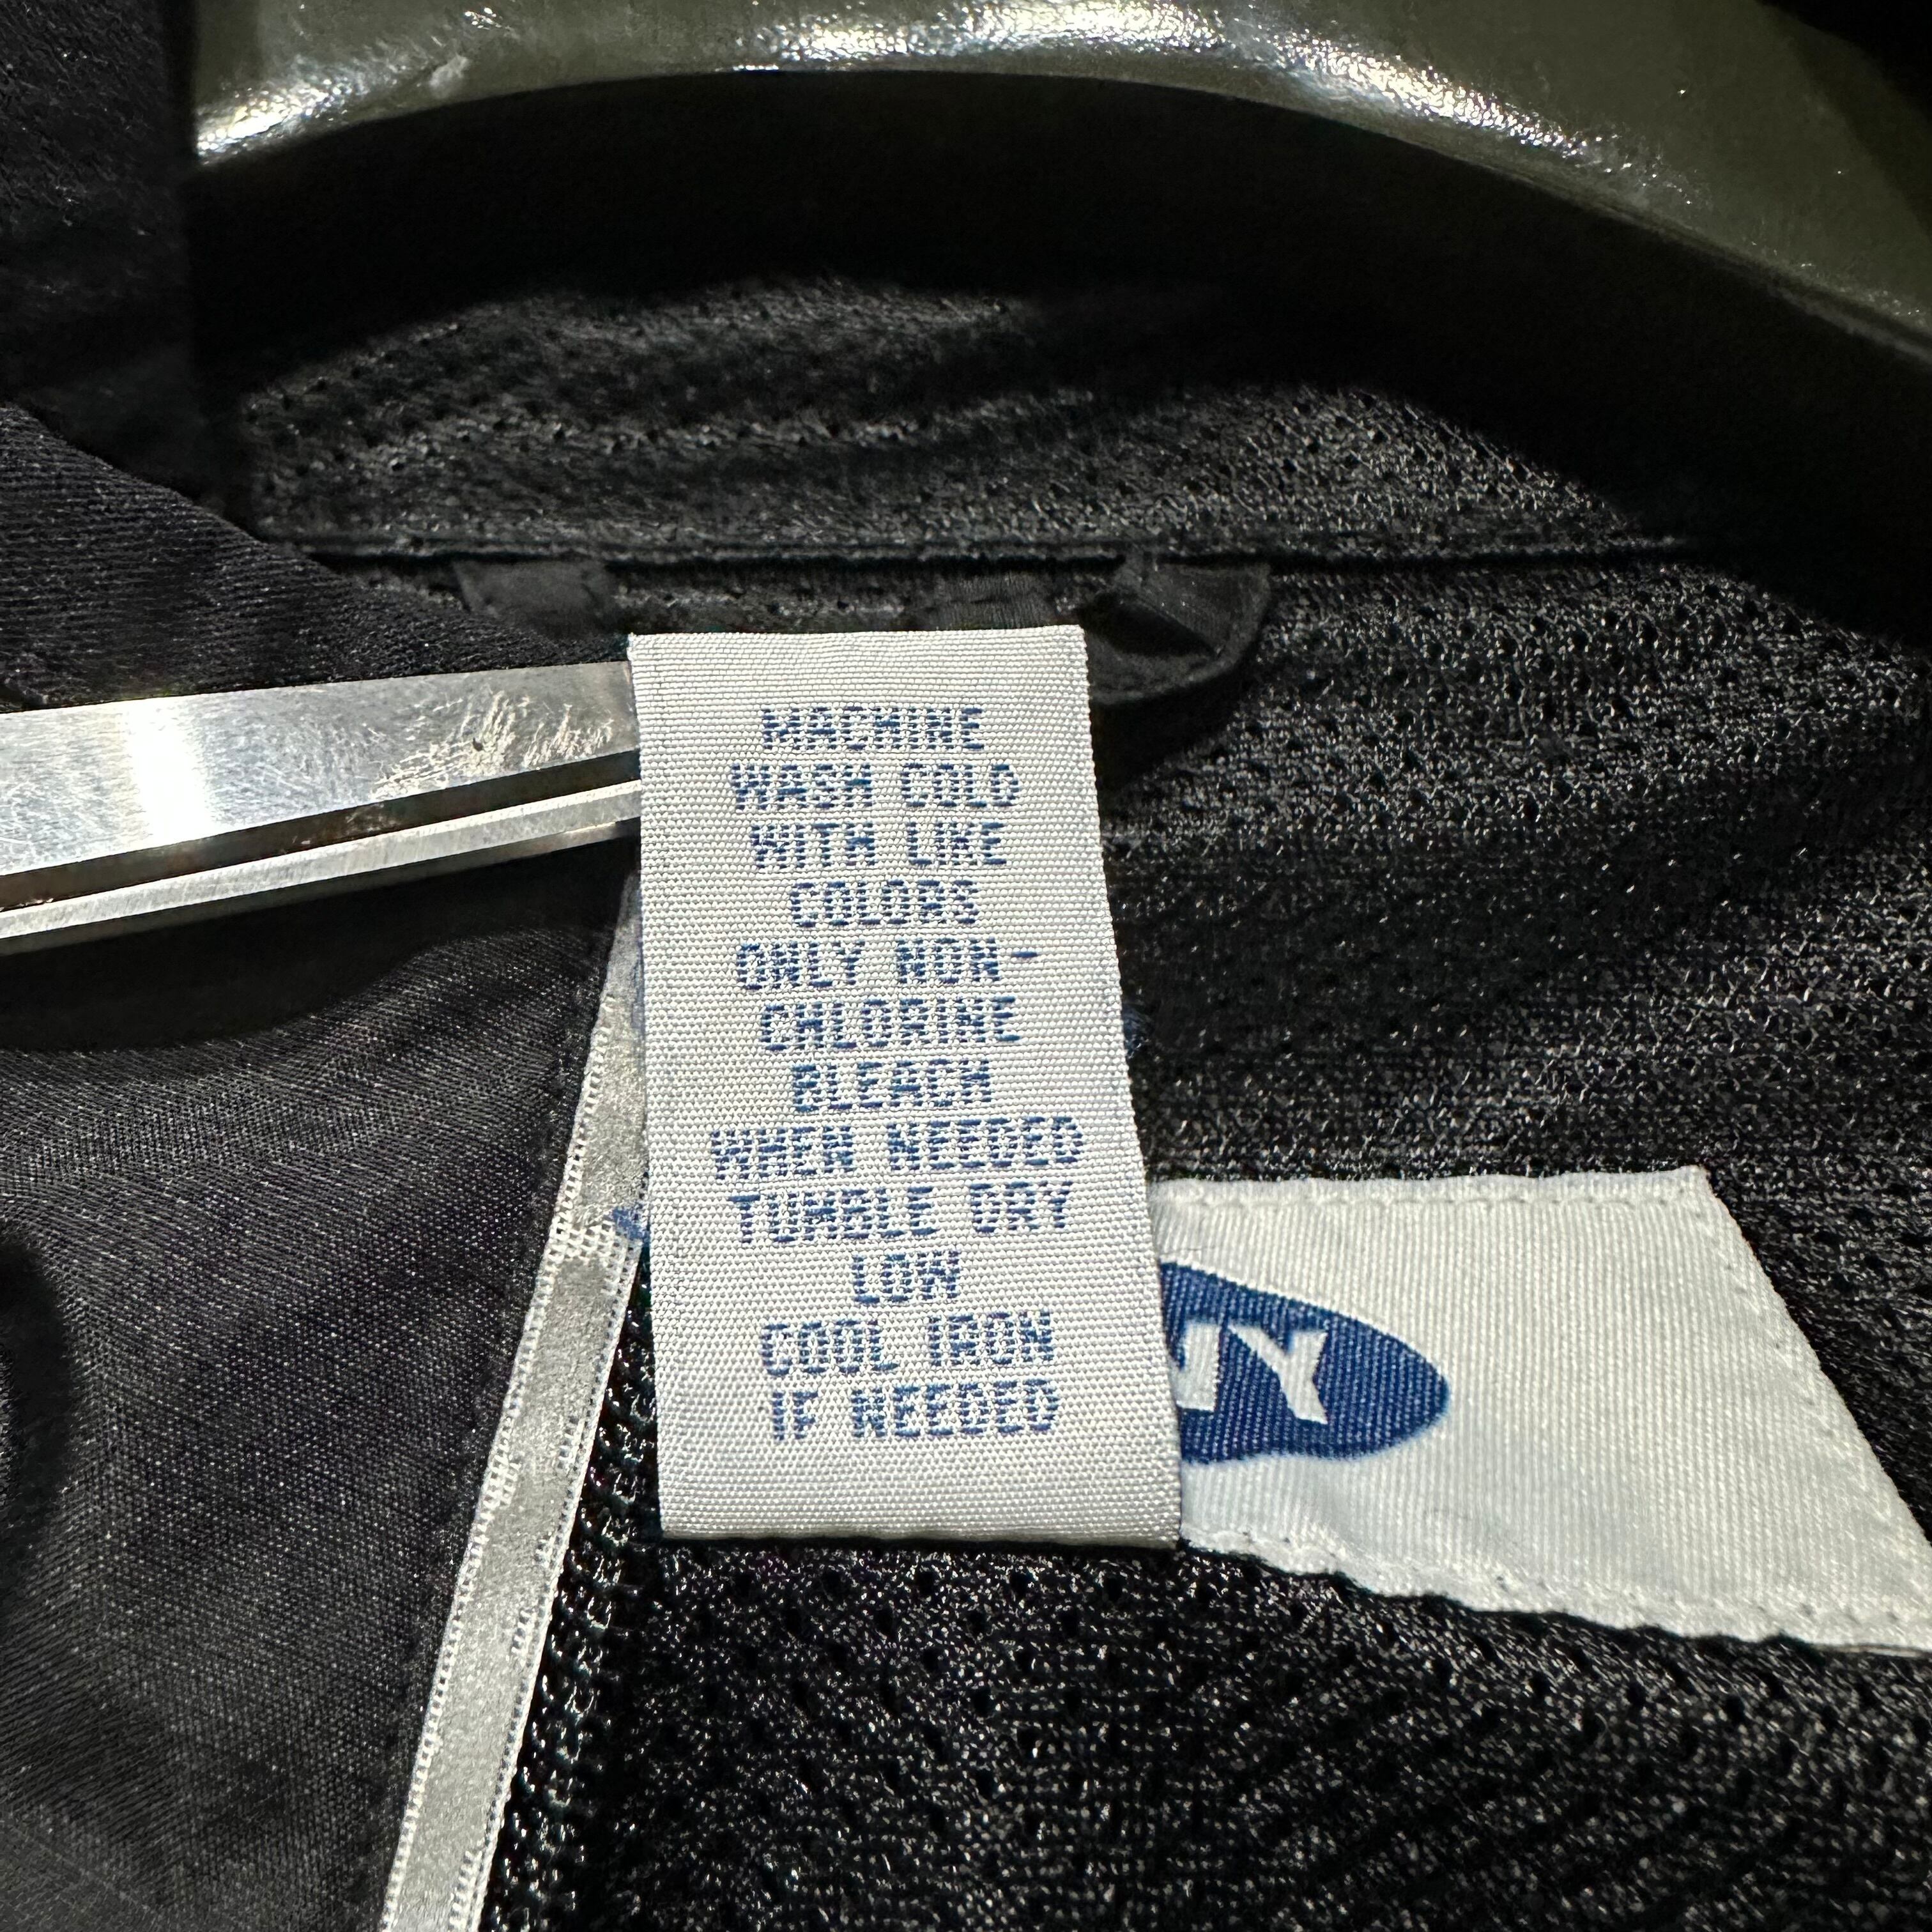 MACHINE
WASH COLD
WITH LIKE
COLORS
ONLY NON-
CHLORINE
BLEACH
WHEN NEEDED
TUMBLE DRY
LOW
COOL IRON
IF NEEDED